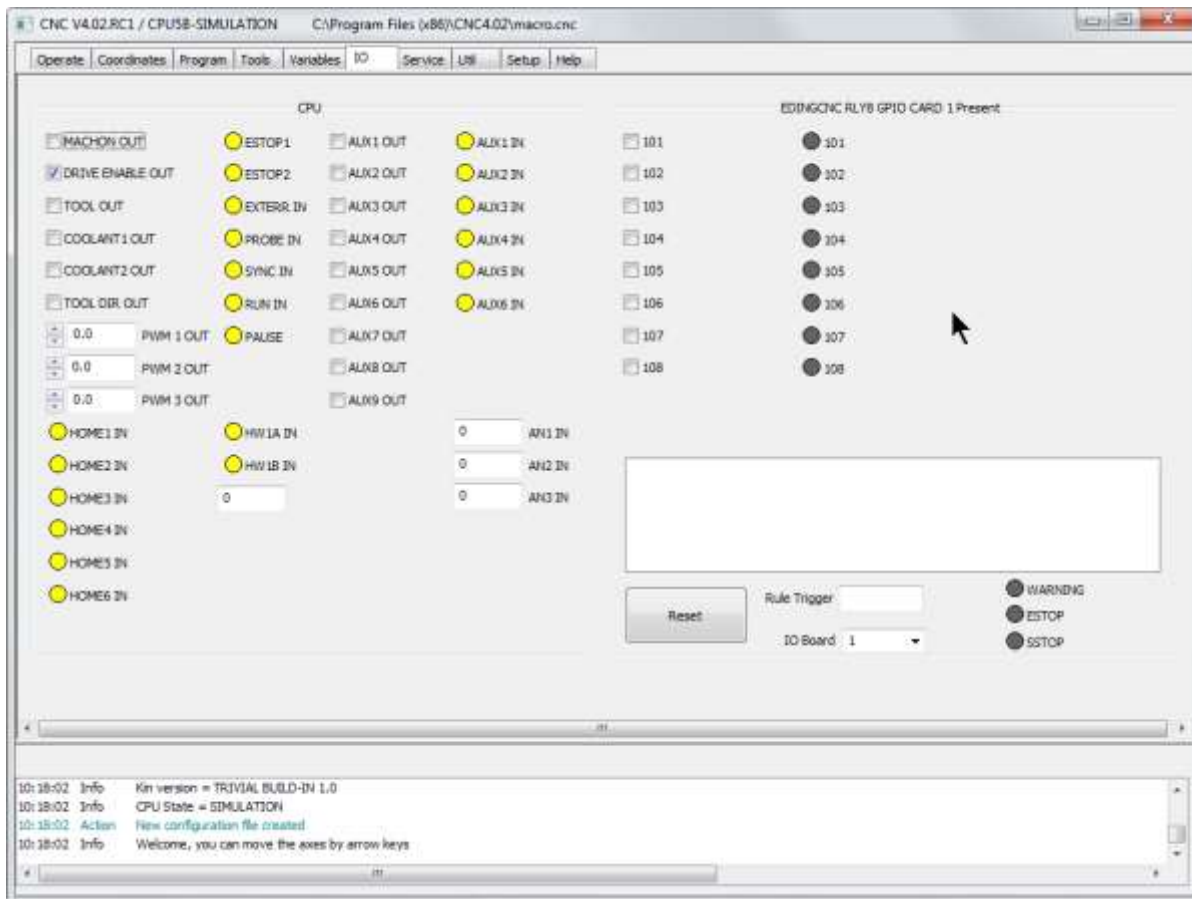 CNC V4.02.RC1 / CPU5B-SIMULATION C:\Program Files (x86)\CNC4.02\macro.cnc
Operate Coordinates Program Tools Variables IO Service Util Setup Help
CPU EDINGCNC RLY8 GPIO CARD 1 Present
MACHON OUT ESTOP1 AUX1 OUT AUX1 IN 101 101
DRIVE ENABLE OUT ESTOP2 AUX2 OUT AUX2 IN 102 102
TOOL OUT EXTERR IN AUX3 OUT AUX3 IN 103 103
COOLANT1 OUT PROBE IN AUX4 OUT AUX4 IN 104 104
COOLANT2 OUT SYNC IN AUX5 OUT AUX5 IN 105 105
TOOL DIR OUT RUN IN AUX6 OUT AUX6 IN 106 106
0.0 PWM 1 OUT PAUSE AUX7 OUT 107 107
0.0 PWM 2 OUT AUX8 OUT 108 108
0.0 PWM 3 OUT AUX9 OUT
HOME1 IN HW1A IN 0 AN1 IN
HOME2 IN HW1B IN 0 AN2 IN
HOME3 IN 0 0 AN3 IN
HOME4 IN
HOME5 IN
HOME6 IN
Reset Rule Trigger WARNING
ESTOP
IO Board 1 SSTOP
10:18:02 Info Kin version = TRIVIAL BUILD-IN 1.0
10:18:02 Info CPU State = SIMULATION
10:18:02 Action New configuration file created
10:18:02 Info Welcome, you can move the axes by arrow keys